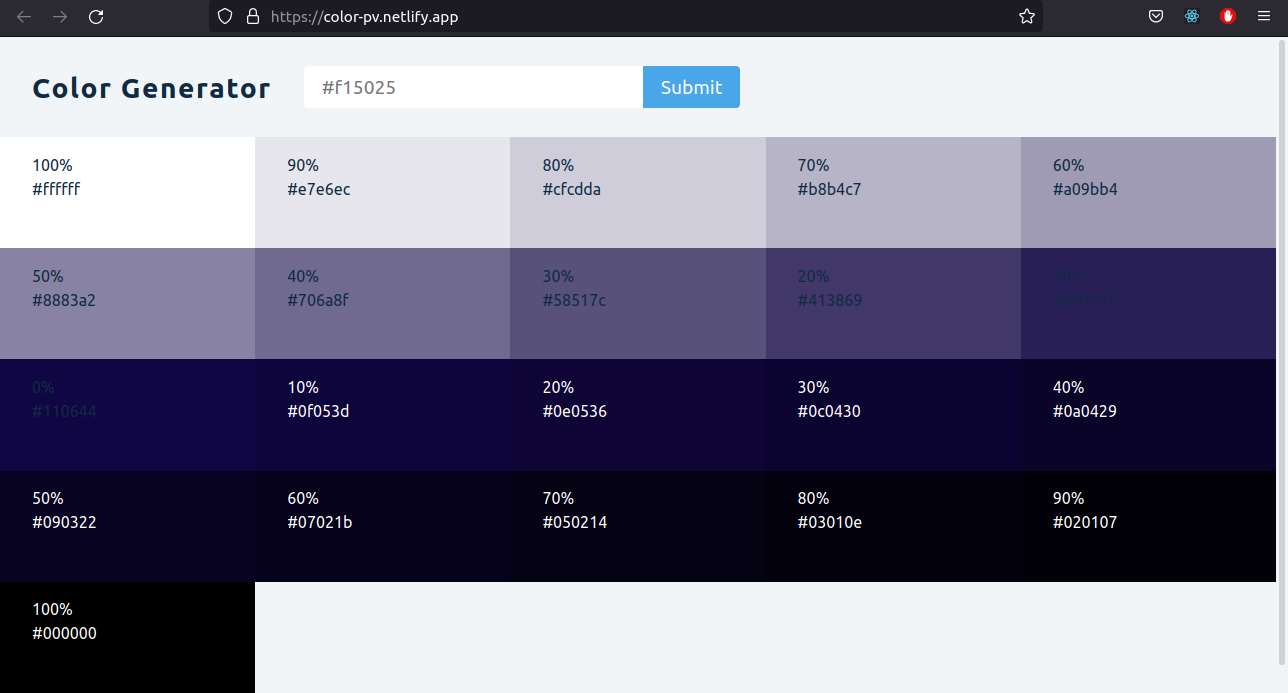 https://color-pv.netlify.app
Color Generator
#f15025
Submit
100%
#ffffff
90%
#e7e6ec
80%
#cfcdda
70%
#b8b4c7
60%
#a09bb4
50%
#8883a2
40%
#706a8f
30%
#58517c
20%
#413869
10%
0%
#110644
10%
#0f053d
20%
#0e0536
30%
#0c0430
40%
#0a0429
50%
#090322
60%
#07021b
70%
#050214
80%
#03010e
90%
#020107
100%
#000000